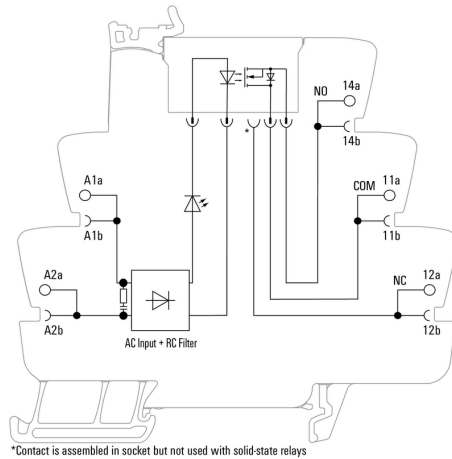 NO
14a
14b
*
A1a
COM
11a
A1b
11b
A2a
NC
12a
A2b
12b
AC Input + RC Filter
*Contact is assembled in socket but not used with solid-state relays